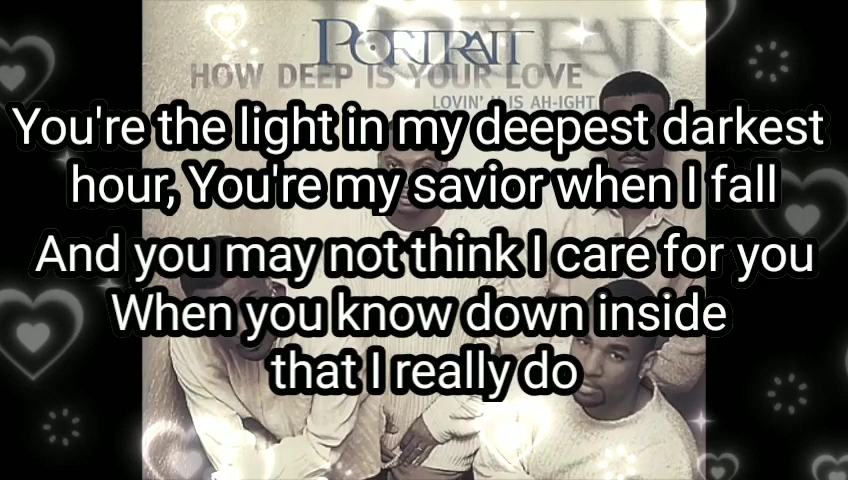 PORTRAIT
HOW DEEP IS YOUR LOVE
LOVIN' U IS AH-IGHT
You're the light in my deepest darkest
hour, You're my savior when I fall
And you may not think I care for you
When you know down inside
that I really do